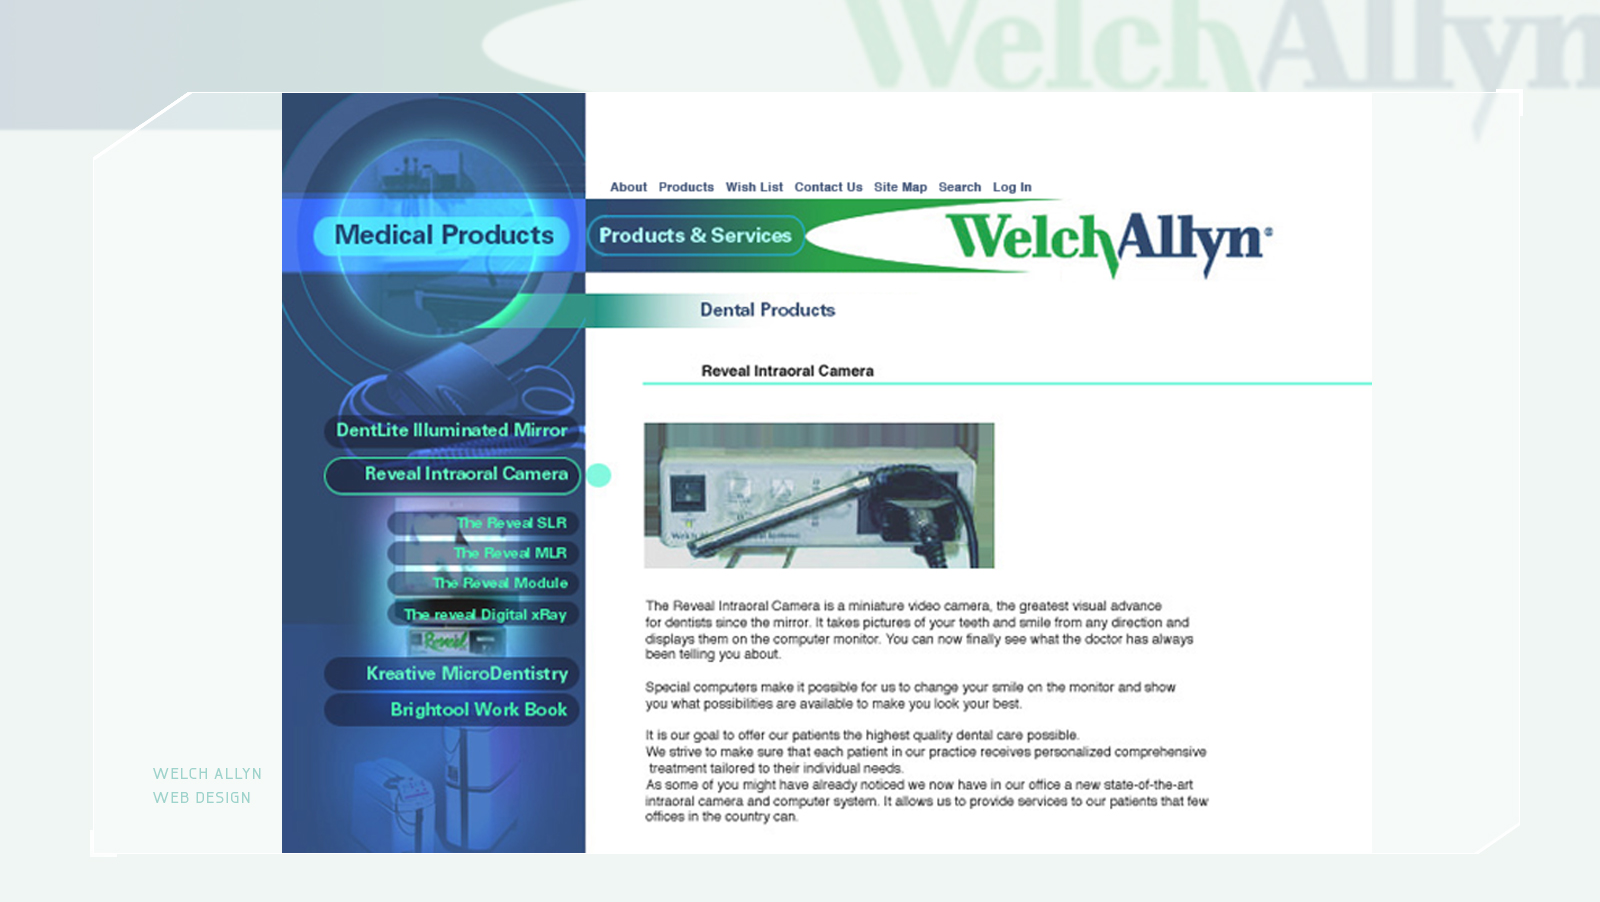 WelchAllyn
About Products Wish List Contact Us Site Map Search Log In
Medical Products
Products & Services
WelchAllyn®
Dental Products
Reveal Intraoral Camera
DentLite Illuminated Mirror
Reveal Intraoral Camera
The Reveal SLR
The Reveal MLR
The Reveal Module
The reveal Digital xRay
Reveal
Kreative MicroDentistry
Brightool Work Book
The Reveal Intraoral Camera is a miniature video camera, the greatest visual advance
for dentists since the mirror. It takes pictures of your teeth and smile from any direction and
displays them on the computer monitor. You can now finally see what the doctor has always
been telling you about.
Special computers make it possible for us to change your smile on the monitor and show
you what possibilities are available to make you look your best.
It is our goal to offer our patients the highest quality dental care possible.
We strive to make sure that each patient in our practice receives personalized comprehensive
treatment tailored to their individual needs.
As some of you might have already noticed we now have in our office a new state-of-the-art
intraoral camera and computer system. It allows us to provide services to our patients that few
offices in the country can.
WELCH ALLYN
WEB DESIGN